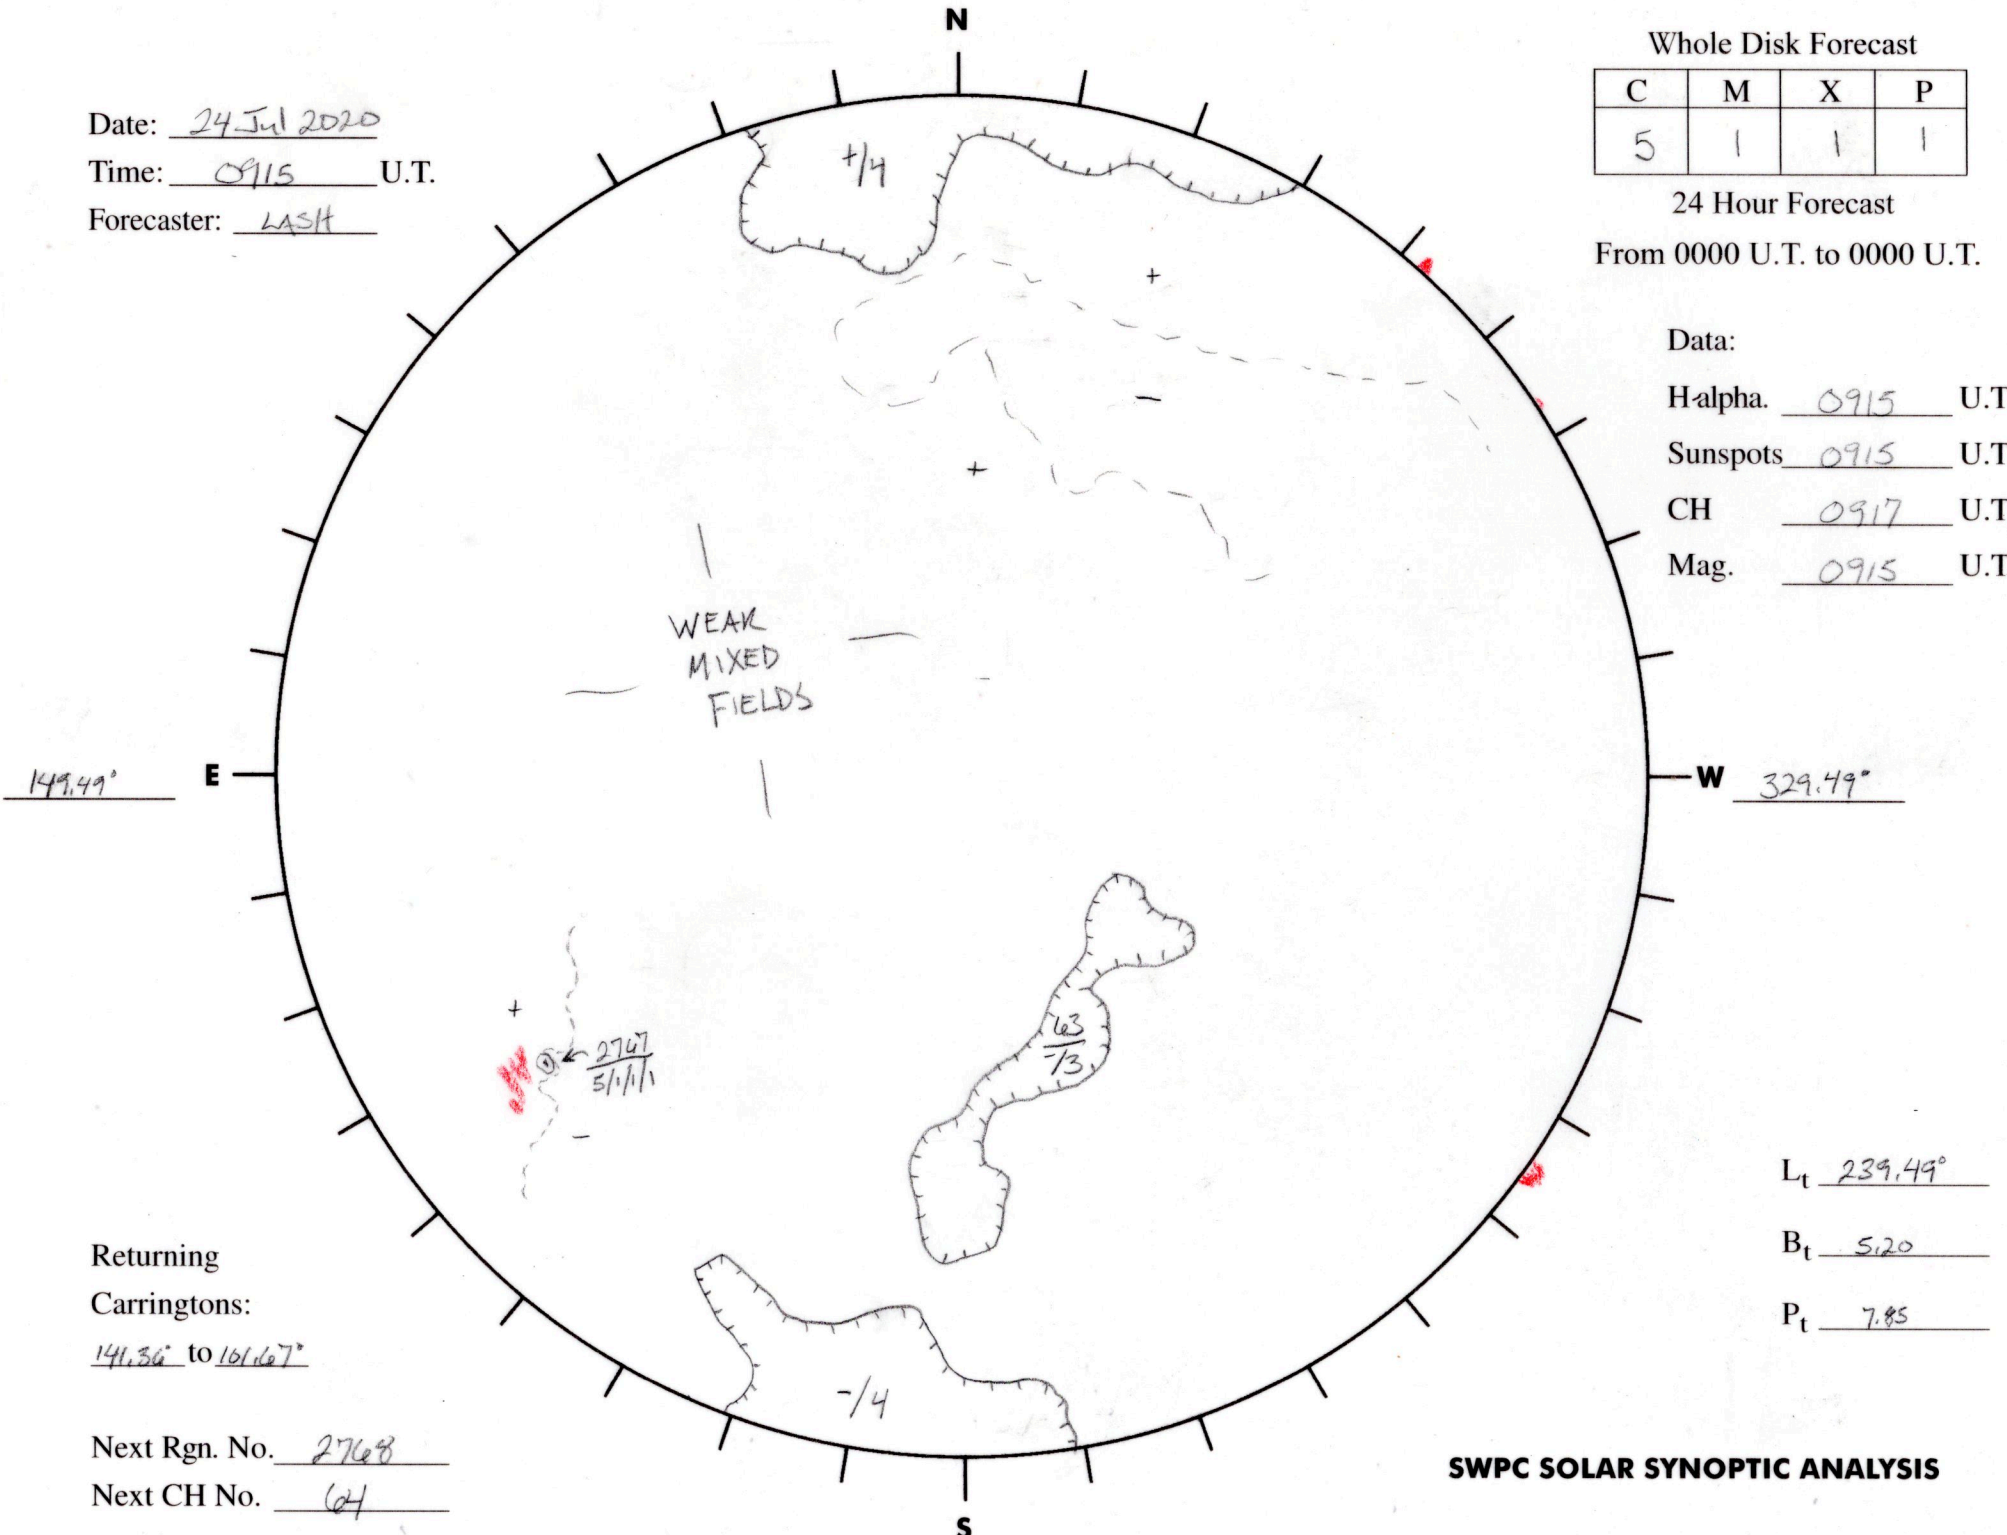 N
Whole Disk Forecast
C M X P
5 1 1 1
24 Hour Forecast
From 0000 U.T. to 0000 U.T.
Date: 24 Jul 2020
Time: 0915 U.T.
Forecaster: LASH
+/4
+
−
+
Data:
H-alpha. 0915 U.T
Sunspots 0915 U.T
CH 0917 U.T
Mag. 0915 U.T
WEAK
MIXED
FIELDS
149.49° E
W 329.49°
+
2767
5/1/1/1
−
63
-/3
-/4
Lt 239.49°
Bt 5.20
Pt 7.85
Returning
Carringtons:
141.36° to 101.67°
Next Rgn. No. 2768
Next CH No. 64
SWPC SOLAR SYNOPTIC ANALYSIS
S